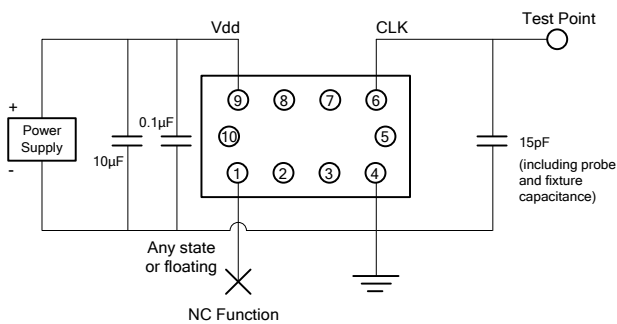 Test Point
Vdd
CLK
9
8
7
6
+
Power
Supply
-
10µF
0.1µF
10
5
15pF
(including probe
and fixture
capacitance)
1
2
3
4
Any state
or floating
NC Function